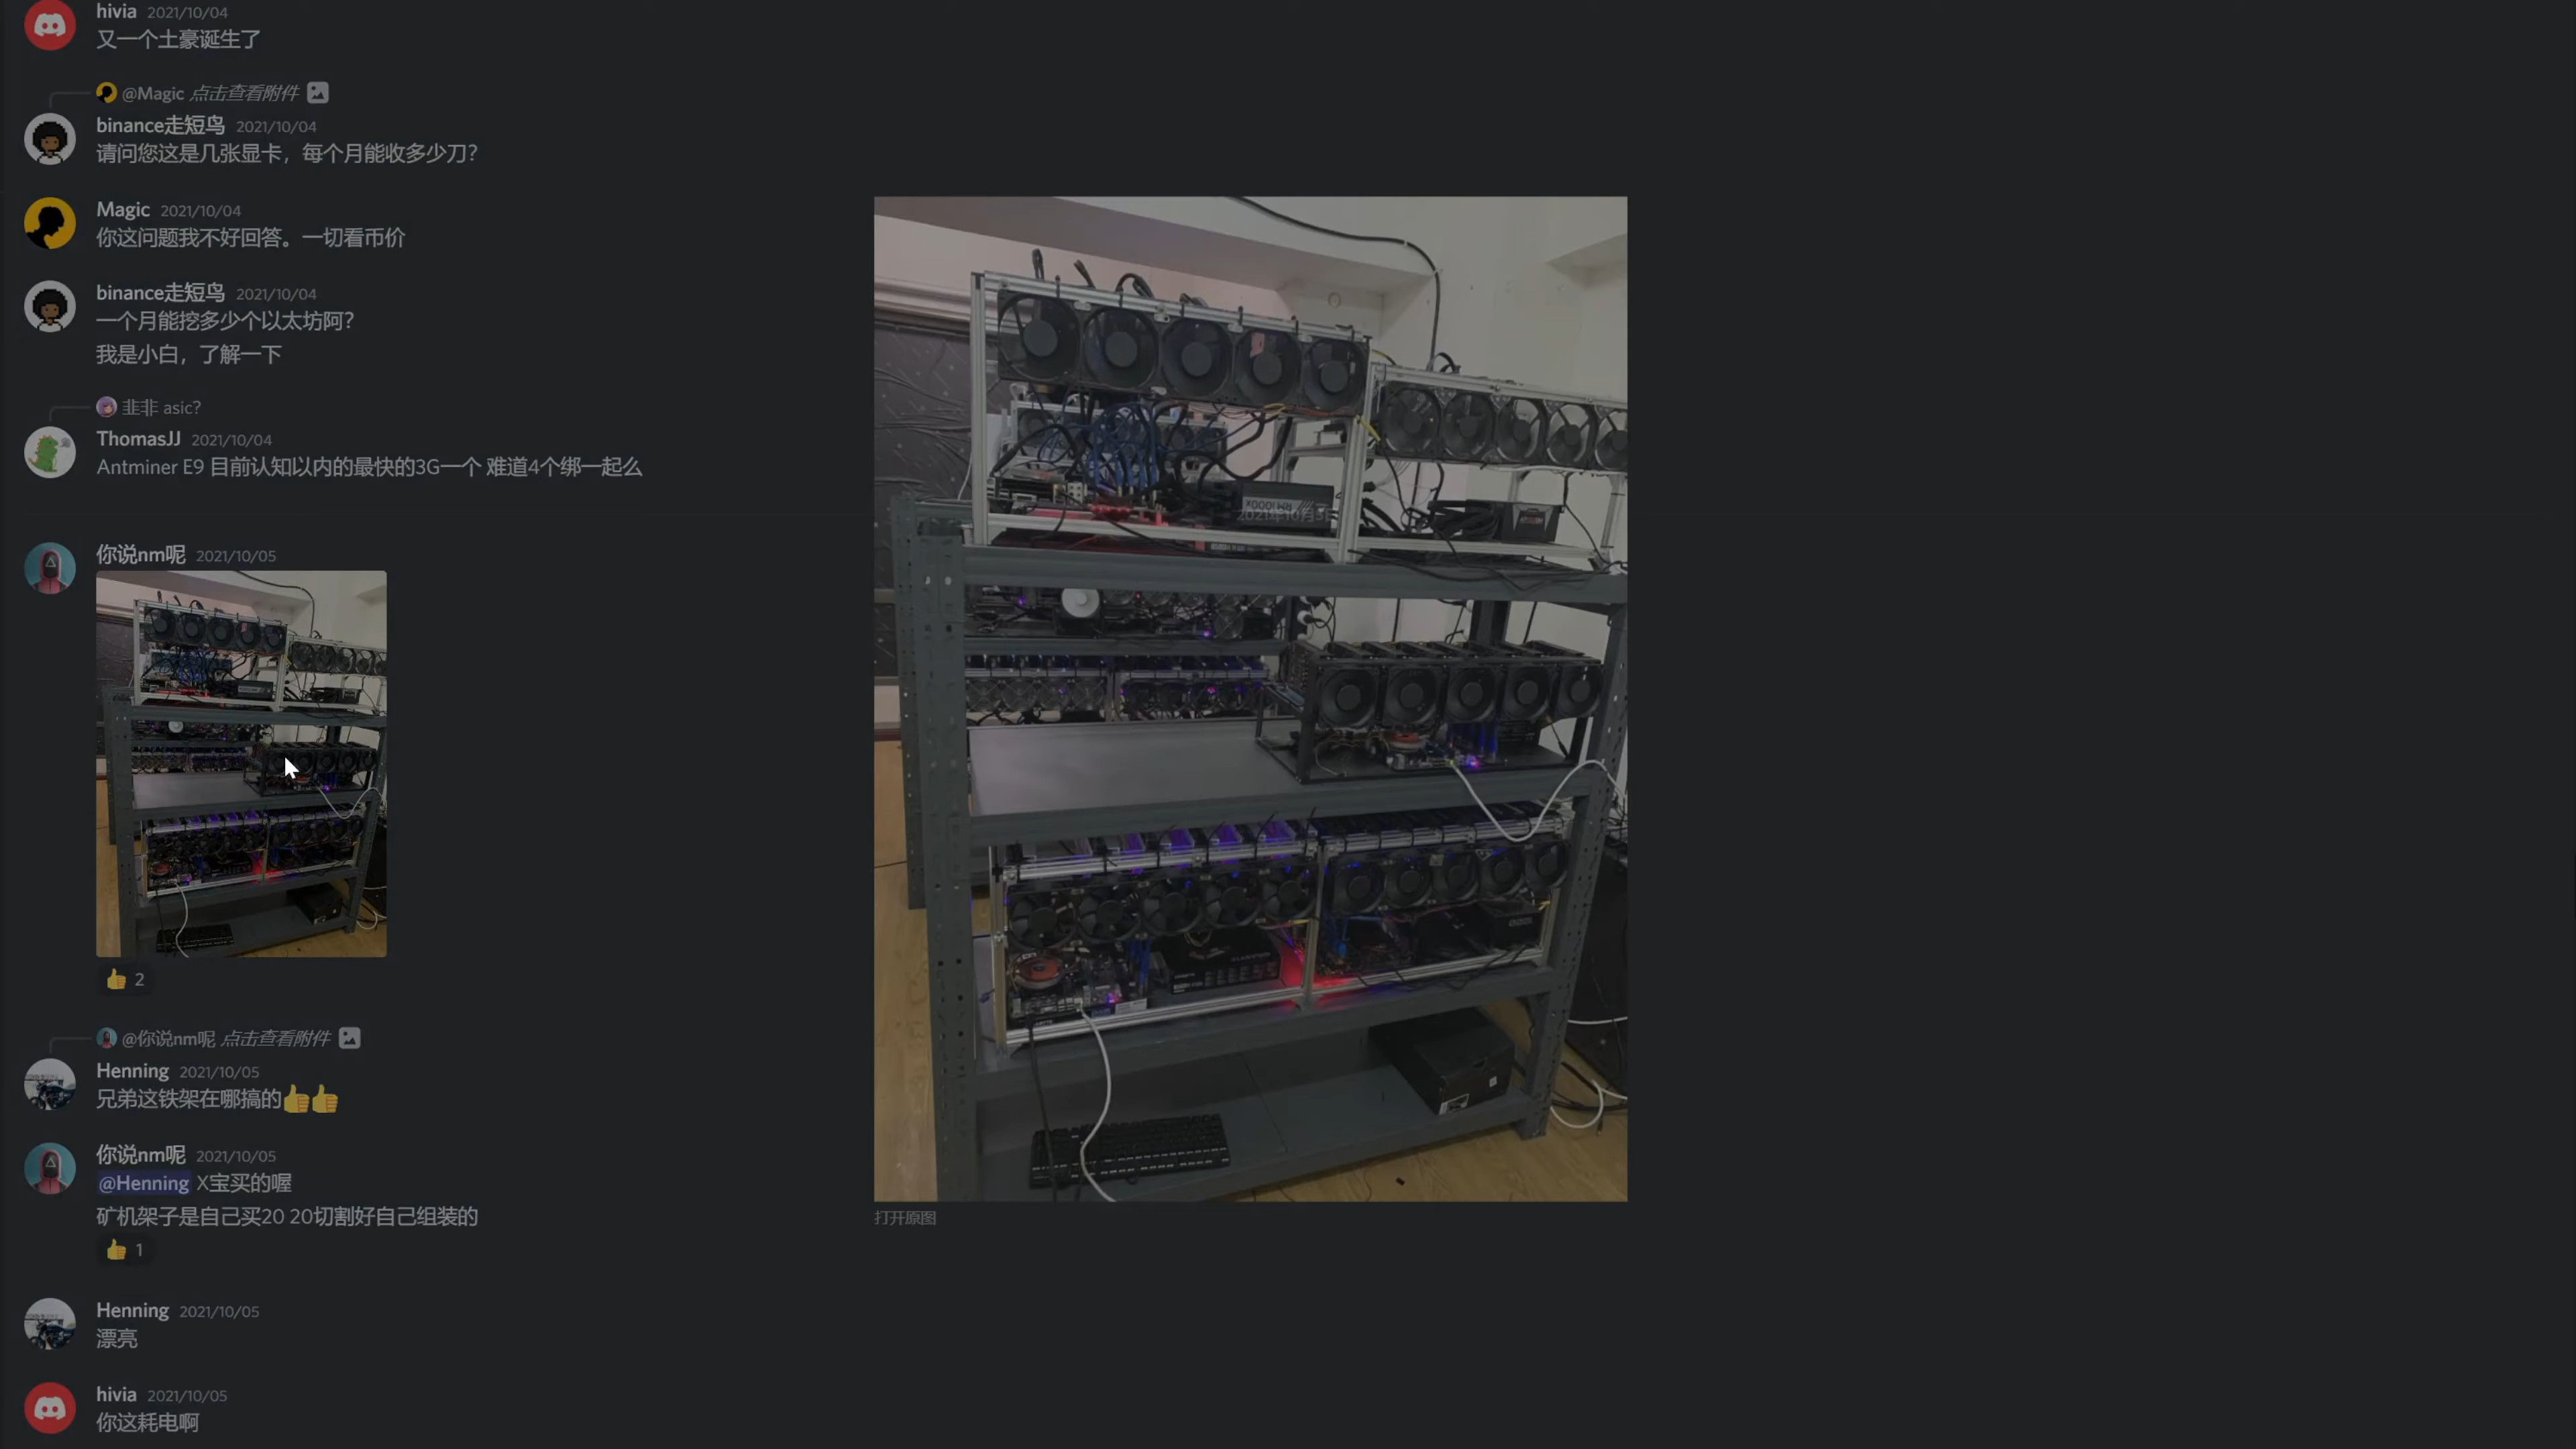 hivia 2021/10/04
又一个土豪诞生了
@Magic 点击查看附件
binance走短鸟 2021/10/04
请问您这是几张显卡，每个月能收多少刀？
Magic 2021/10/04
你这问题我不好回答。一切看币价
binance走短鸟 2021/10/04
一个月能挖多少个以太坊阿？
我是小白，了解一下
韭非 asic?
ThomasJJ 2021/10/04
Antminer E9 目前认知以内的最快的3G一个 难道4个绑一起么
2021年10月5日
你说nm呢 2021/10/05
👍 2
@你说nm呢 点击查看附件
Henning 2021/10/05
兄弟这铁架在哪搞的👍👍
你说nm呢 2021/10/05
@Henning X宝买的喔
矿机架子是自己买20 20切割好自己组装的
👍 1
Henning 2021/10/05
漂亮
hivia 2021/10/05
你这耗电啊
打开原图